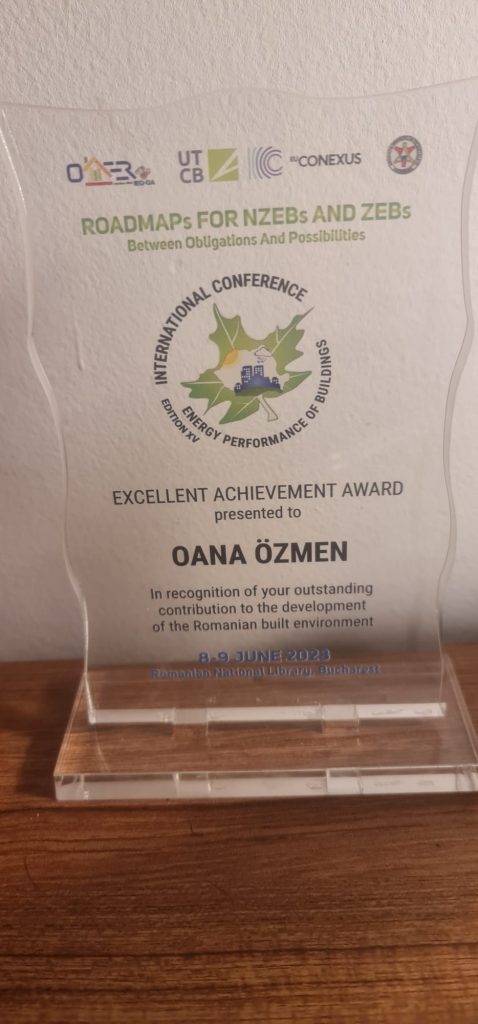 UT
CB
EU CONEXUS
ROADMAPs FOR NZEBs AND ZEBs
Between Obligations And Possibilities
INTERNATIONAL CONFERENCE
ENERGY PERFORMANCE OF BUILDINGS
EDITION XV
EXCELLENT ACHIEVEMENT AWARD
presented to
OANA ÖZMEN
In recognition of your outstanding
contribution to the development
of the Romanian built environment
8-9 JUNE 2023
Romanian National Library, Bucharest